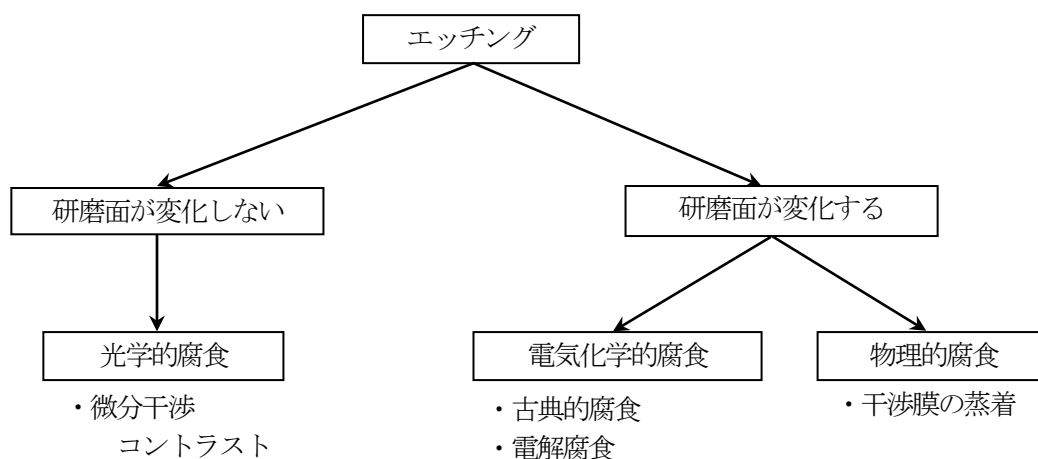 エッチング
研磨面が変化しない
研磨面が変化する
光学的腐食
電気化学的腐食
物理的腐食
・微分干渉
コントラスト
・古典的腐食
・電解腐食
・干渉膜の蒸着